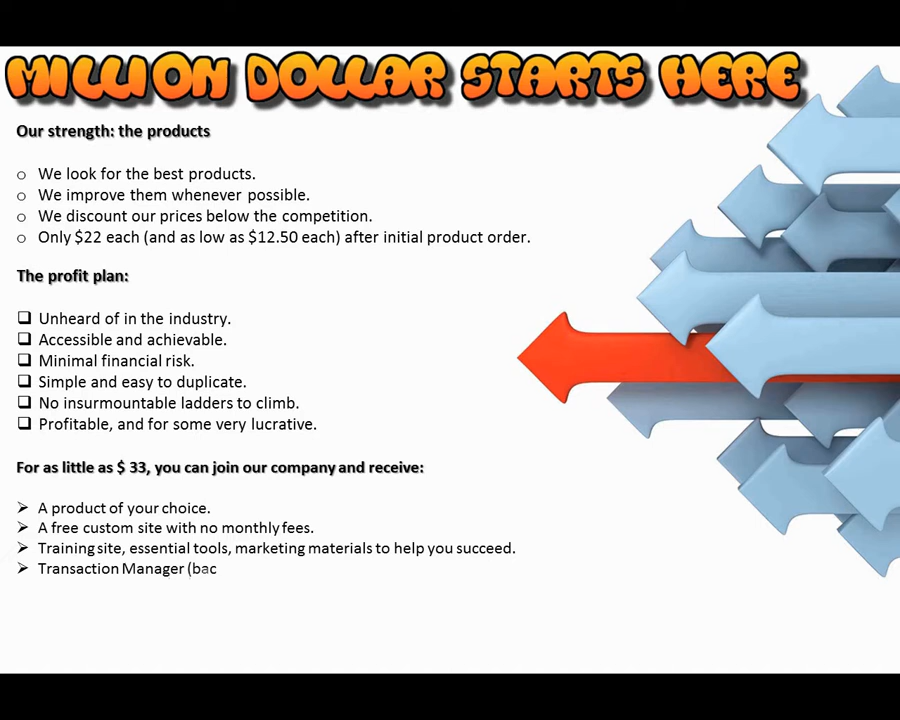 MILLION DOLLAR STARTS HERE
Our strength: the products
o We look for the best products.
o We improve them whenever possible.
o We discount our prices below the competition.
o Only $22 each (and as low as $12.50 each) after initial product order.
The profit plan:
❑ Unheard of in the industry.
❑ Accessible and achievable.
❑ Minimal financial risk.
❑ Simple and easy to duplicate.
❑ No insurmountable ladders to climb.
❑ Profitable, and for some very lucrative.
For as little as $ 33, you can join our company and receive:
➢ A product of your choice.
➢ A free custom site with no monthly fees.
➢ Training site, essential tools, marketing materials to help you succeed.
➢ Transaction Manager (bac